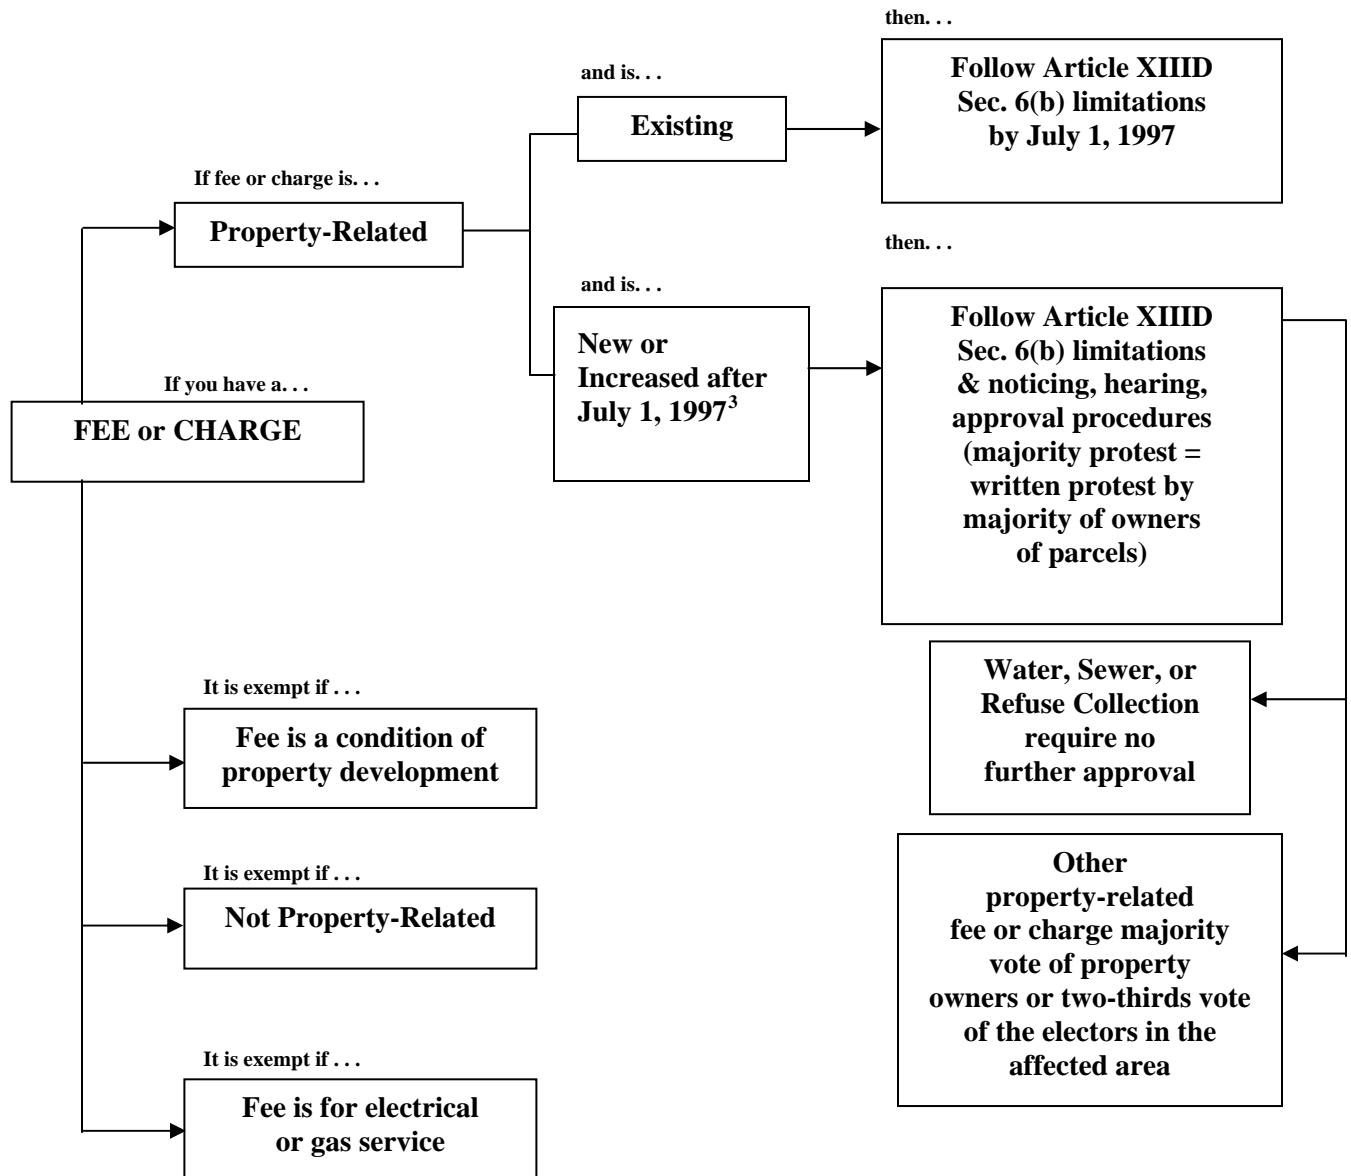 then. . .
Follow Article XIIID
Sec. 6(b) limitations
by July 1, 1997
and is. . .
Existing
If fee or charge is. . .
Property-Related
then. . .
and is. . .
New or
Increased after
July 1, 1997³
Follow Article XIIID
Sec. 6(b) limitations
& noticing, hearing,
approval procedures
(majority protest =
written protest by
majority of owners
of parcels)
If you have a. . .
FEE or CHARGE
Water, Sewer, or
Refuse Collection
require no
further approval
It is exempt if . . .
Fee is a condition of
property development
Other
property-related
fee or charge majority
vote of property
owners or two-thirds vote
of the electors in the
affected area
It is exempt if . . .
Not Property-Related
It is exempt if . . .
Fee is for electrical
or gas service